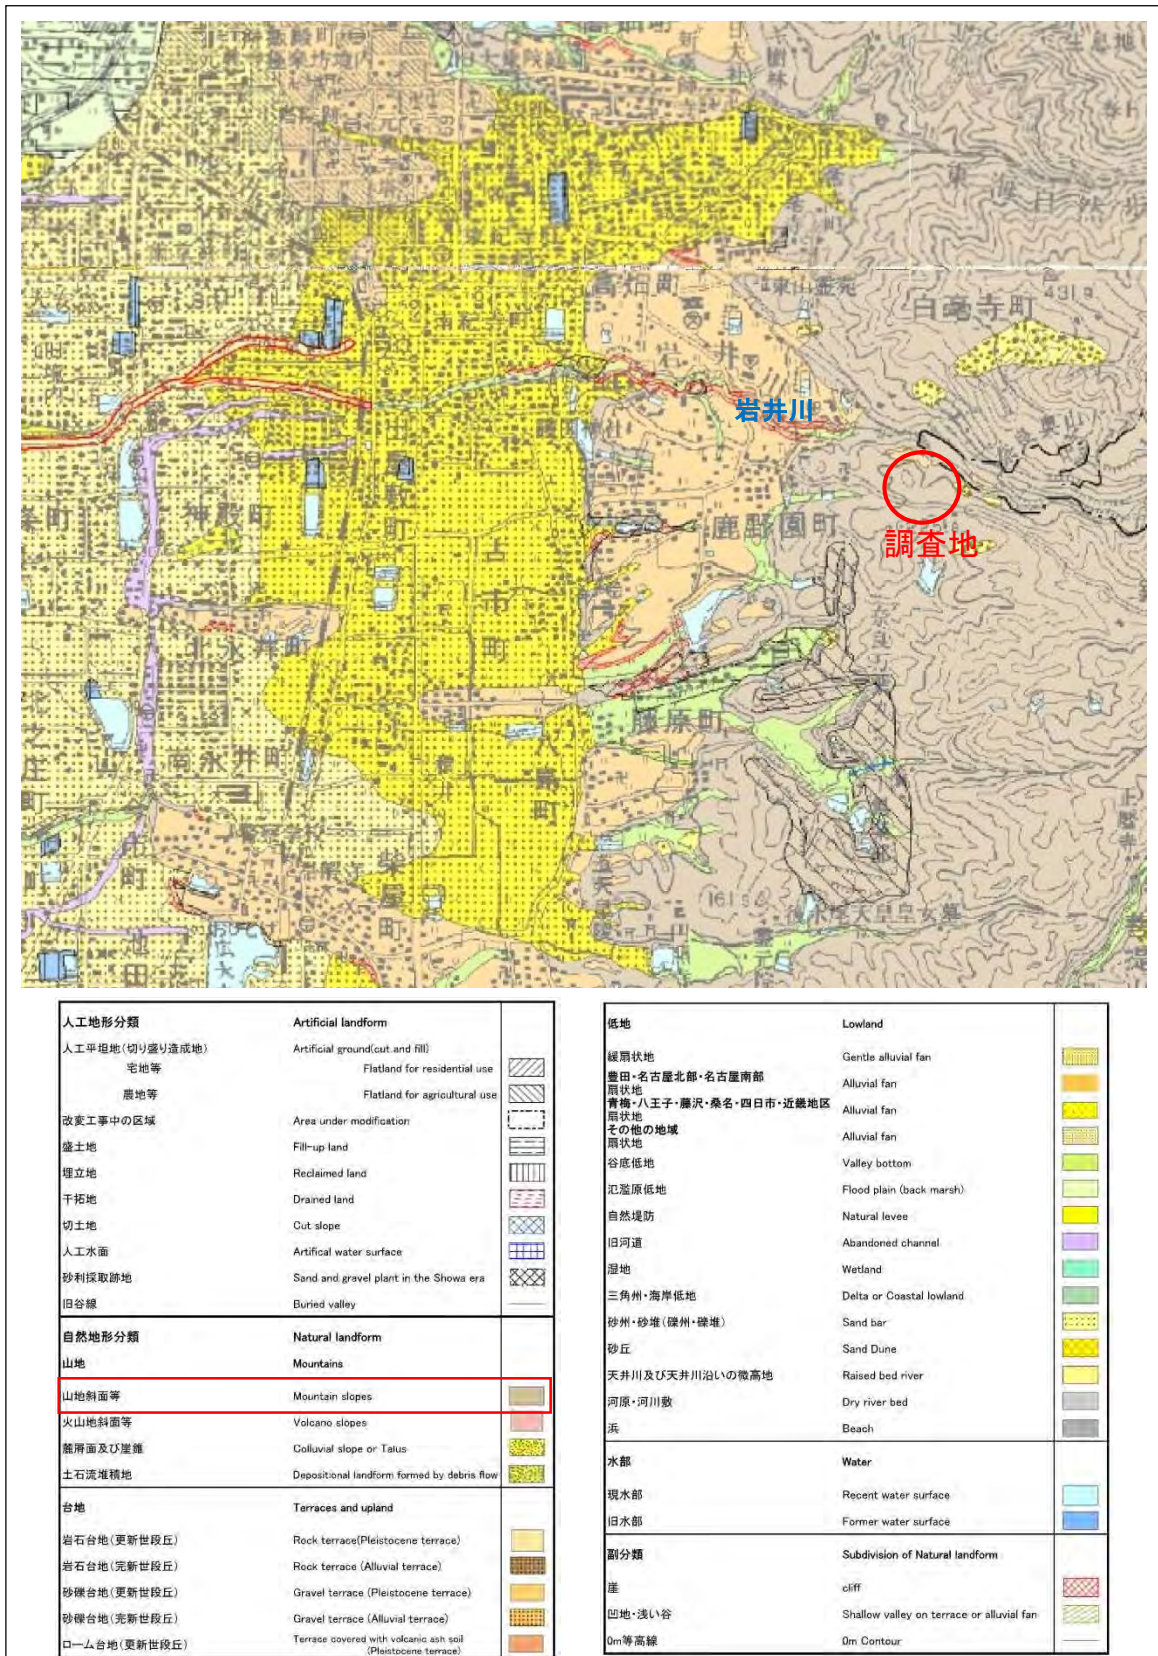 白毫寺町
431
高畑町
岩井
岩井川
調査地
鹿野園町
神殿町
古市町
北永井町
藤原町
南永井町
柴屋町
161
人工地形分類 Artificial landform
人工平坦地(切り盛り造成地) Artificial ground(cut and fill)
宅地等 Flatland for residential use
農地等 Flatland for agricultural use
改変工事中の区域 Area under modification
盛土地 Fill-up land
埋立地 Reclaimed land
干拓地 Drained land
切土地 Cut slope
人工水面 Artifical water surface
砂利採取跡地 Sand and gravel plant in the Showa era
旧谷線 Buried valley
自然地形分類 Natural landform
山地 Mountains
山地斜面等 Mountain slopes
火山地斜面等 Volcano slopes
麓屑面及び崖錐 Colluvial slope or Talus
土石流堆積地 Depositional landform formed by debris flow
台地 Terraces and upland
岩石台地(更新世段丘) Rock terrace(Pleistocene terrace)
岩石台地(完新世段丘) Rock terrace (Alluvial terrace)
砂礫台地(更新世段丘) Gravel terrace (Pleistocene terrace)
砂礫台地(完新世段丘) Gravel terrace (Alluvial terrace)
ローム台地(更新世段丘) Terrace covered with volcanic ash soil
(Pleistocene terrace)
低地 Lowland
緩扇状地 Gentle alluvial fan
豊田・名古屋北部・名古屋南部
扇状地 Alluvial fan
青梅・八王子・藤沢・桑名・四日市・近畿地区
扇状地 Alluvial fan
その他の地域
扇状地 Alluvial fan
谷底低地 Valley bottom
氾濫原低地 Flood plain (back marsh)
自然堤防 Natural levee
旧河道 Abandoned channel
湿地 Wetland
三角州・海岸低地 Delta or Coastal lowland
砂州・砂堆(礫州・礫堆) Sand bar
砂丘 Sand Dune
天井川及び天井川沿いの微高地 Raised bed river
河原・河川敷 Dry river bed
浜 Beach
水部 Water
現水部 Recent water surface
旧水部 Former water surface
副分類 Subdivision of Natural landform
崖 cliff
凹地・浅い谷 Shallow valley on terrace or alluvial fan
0m等高線 0m Contour